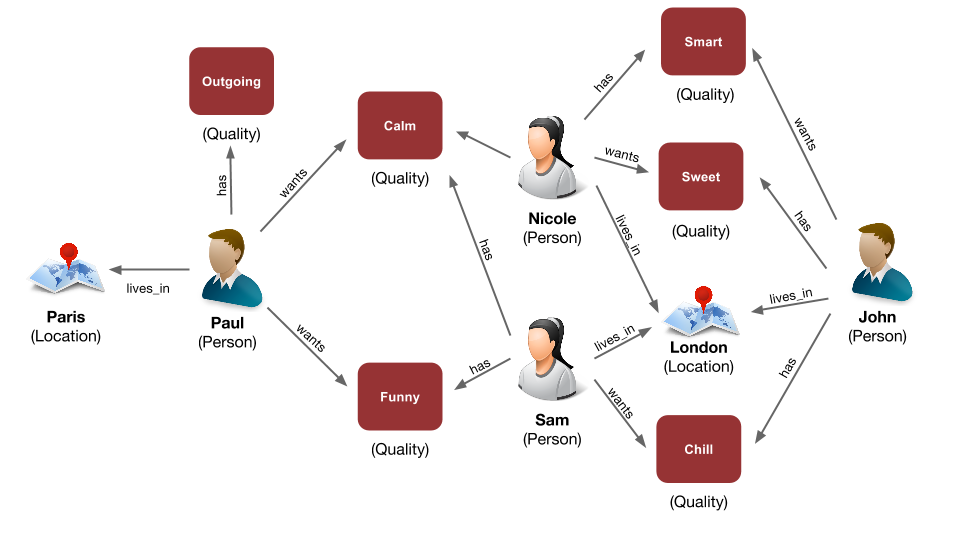 Smart
(Quality)
has
wants
Outgoing
(Quality)
Calm
(Quality)
wants
has
Nicole
(Person)
wants
Sweet
(Quality)
has
lives_in
has
Paris
(Location)
lives_in
Paul
(Person)
wants
London
(Location)
lives_in
John
(Person)
lives_in
has
Funny
(Quality)
has
Sam
(Person)
wants
Chill
(Quality)